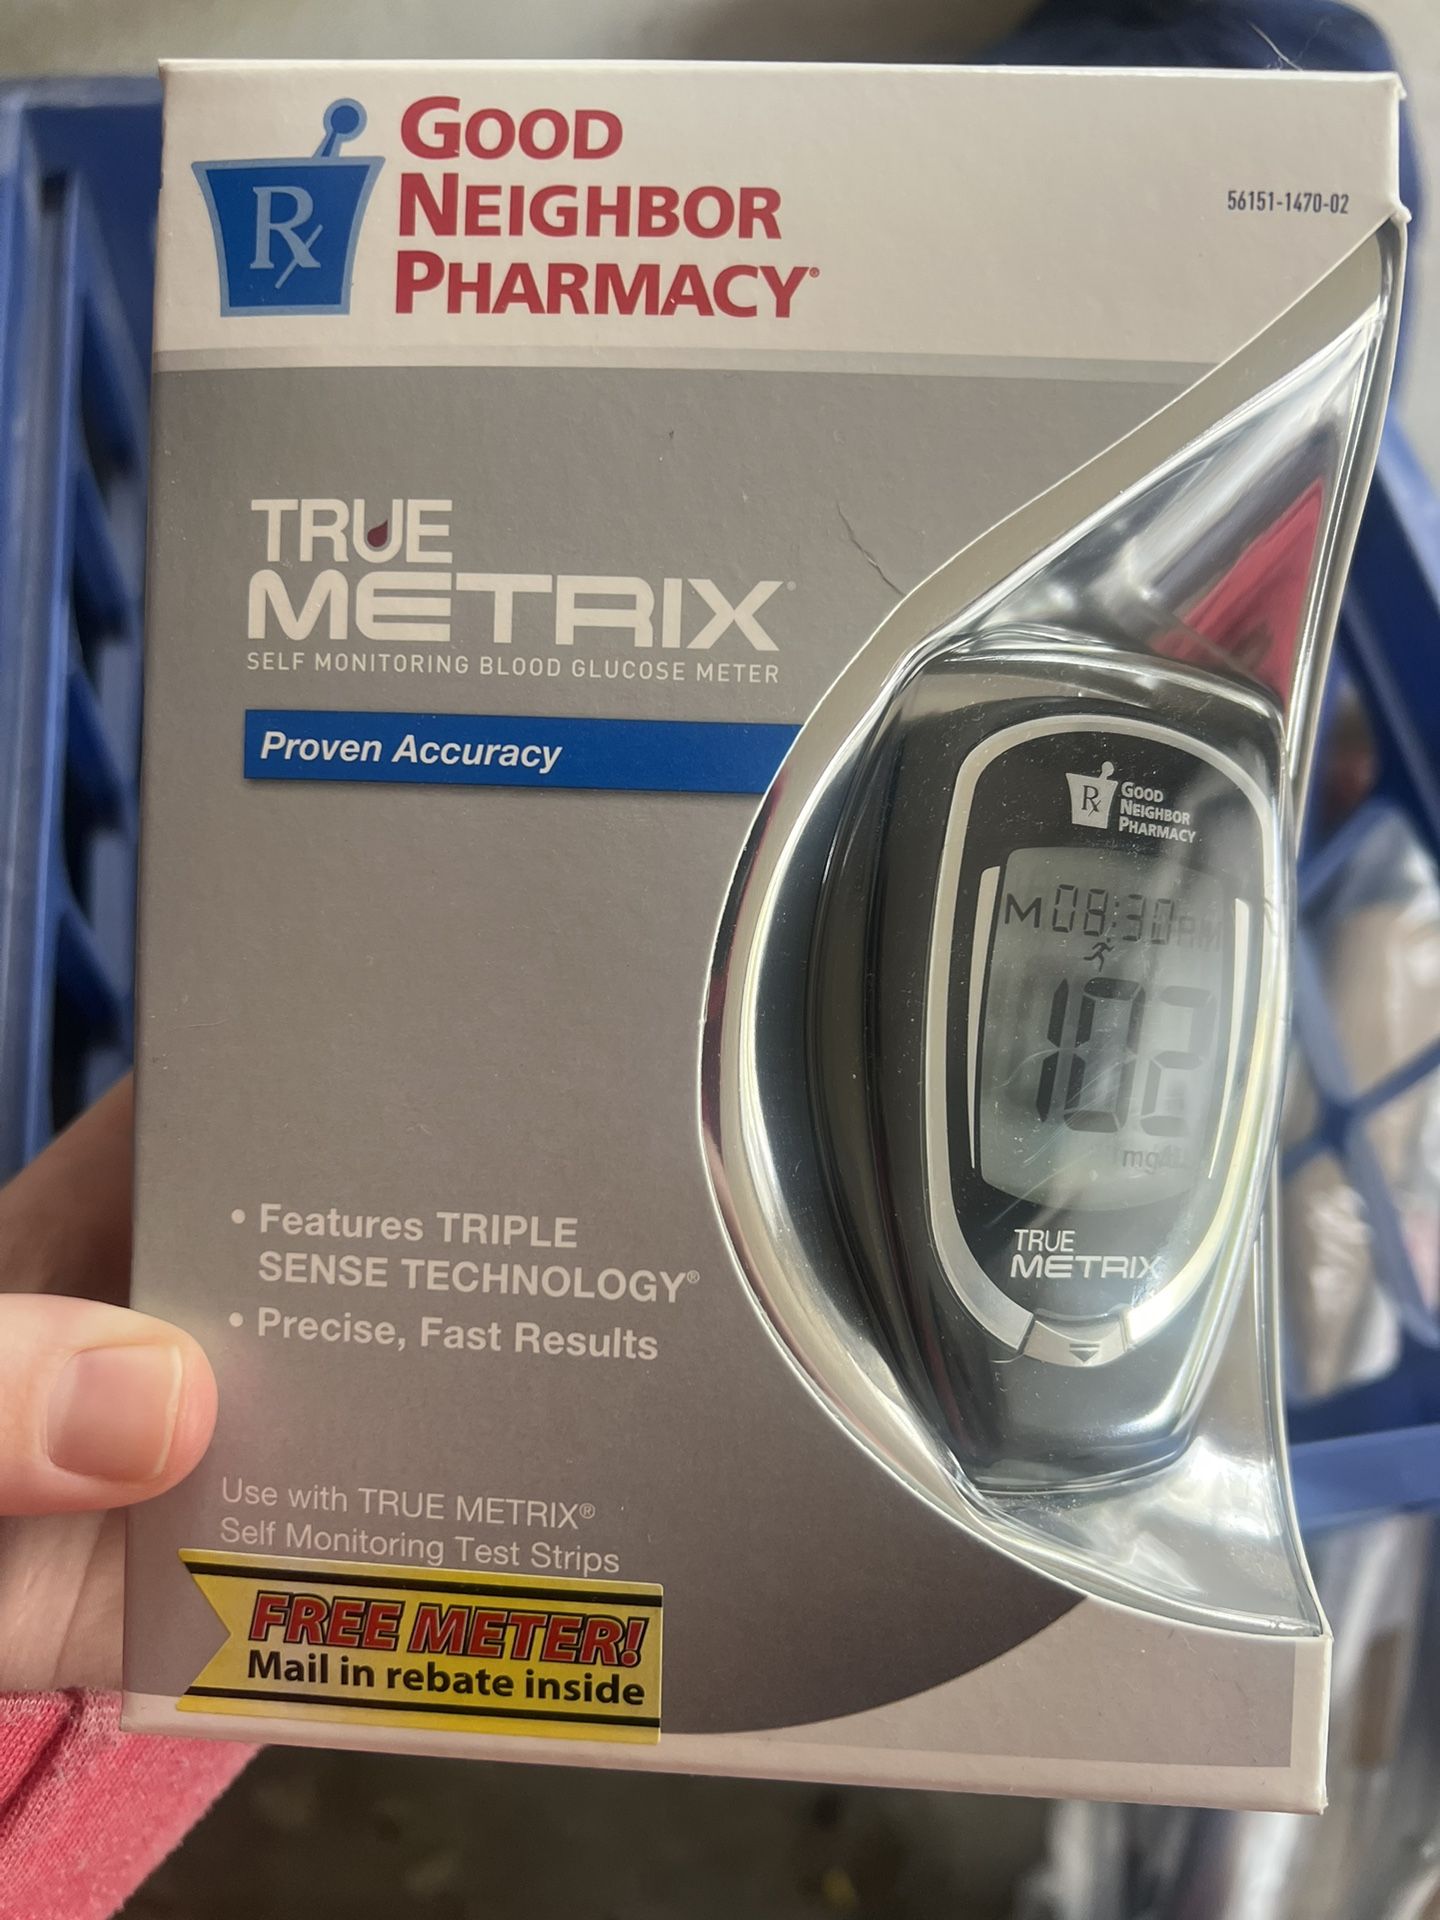 Rx
GOOD
NEIGHBOR
PHARMACY®
56151-1470-02
TRUE
METRIX®
SELF MONITORING BLOOD GLUCOSE METER
Proven Accuracy
Rx
GOOD
NEIGHBOR
PHARMACY
M 08:30
102
TRUE
METRIX
• Features TRIPLE
SENSE TECHNOLOGY®
• Precise, Fast Results
Use with TRUE METRIX®
Self Monitoring Test Strips
FREE METER!
Mail in rebate inside